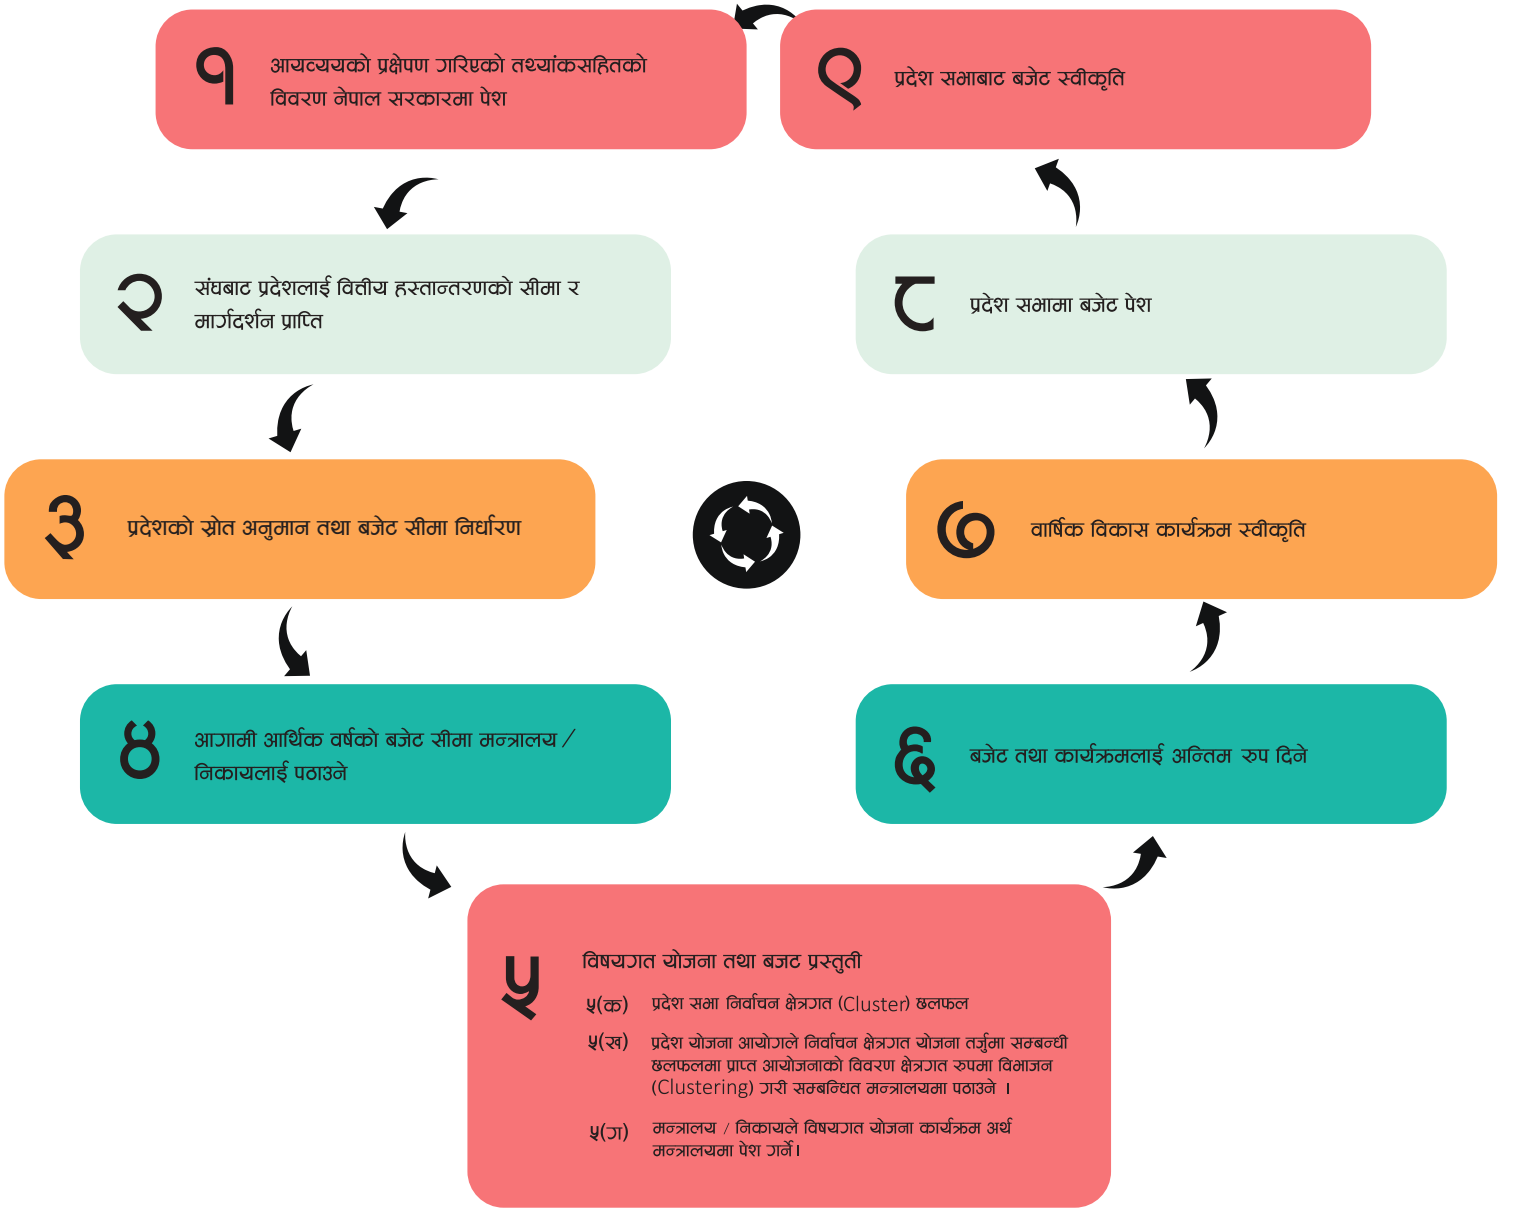 १
आयव्ययको प्रक्षेपण गरिएको तथ्यांकसहितको
विवरण नेपाल सरकारमा पेश
२
संघबाट प्रदेशलाई वित्तीय हस्तान्तरणको सीमा र
मार्गदर्शन प्राप्ति
३
प्रदेशको स्रोत अनुमान तथा बजेट सीमा निर्धारण
४
आगामी आर्थिक वर्षको बजेट सीमा मन्त्रालय /
निकायलाई पठाउने
५
विषयगत योजना तथा बजट प्रस्तुती
५(क) प्रदेश सभा निर्वाचन क्षेत्रगत (Cluster) छलफल
५(ख) प्रदेश योजना आयोगले निर्वाचन क्षेत्रगत योजना तर्जुमा सम्बन्धी
छलफलमा प्राप्त आयोजनाको विवरण क्षेत्रगत रुपमा विभाजन
(Clustering) गरी सम्बन्धित मन्त्रालयमा पठाउने ।
५(ग) मन्त्रालय / निकायले विषयगत योजना कार्यक्रम अर्थ
मन्त्रालयमा पेश गर्ने।
६
बजेट तथा कार्यक्रमलाई अन्तिम रुप दिने
७
वार्षिक विकास कार्यक्रम स्वीकृति
८
प्रदेश सभामा बजेट पेश
९
प्रदेश सभाबाट बजेट स्वीकृति